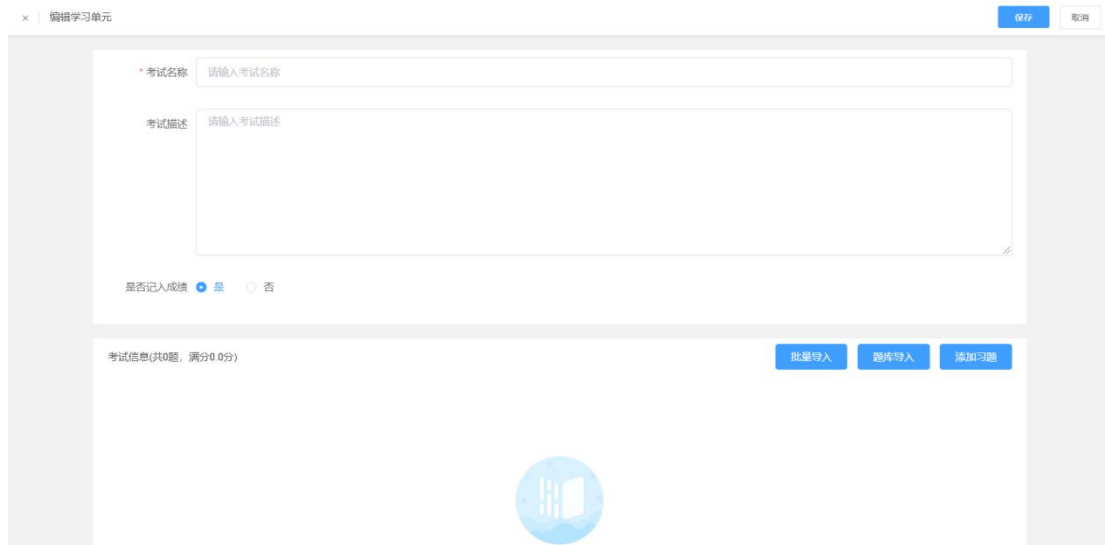 × 编辑学习单元 保存 取消
* 考试名称 请输入考试名称
考试描述 请输入考试描述
是否记入成绩 是 否
考试信息(共0题，满分0.0分) 批量导入 题库导入 添加习题